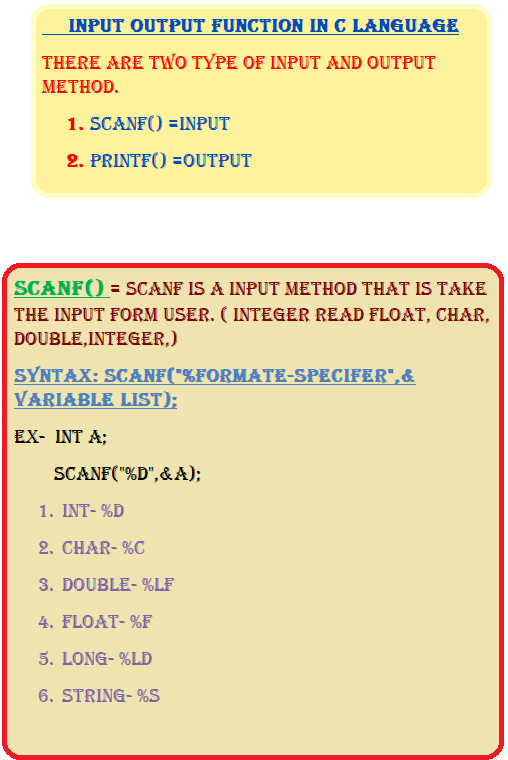 INPUT OUTPUT FUNCTION IN C LANGUAGE
THERE ARE TWO TYPE OF INPUT AND OUTPUT
METHOD.
1. SCANF() =INPUT
2. PRINTF() =OUTPUT
SCANF() = SCANF IS A INPUT METHOD THAT IS TAKE
THE INPUT FORM USER. ( INTEGER READ FLOAT, CHAR,
DOUBLE,INTEGER,)
SYNTAX: SCANF("%FORMATE-SPECIFER",&
VARIABLE LIST);
EX- INT A;
SCANF("%D",&A);
1. INT- %D
2. CHAR- %C
3. DOUBLE- %LF
4. FLOAT- %F
5. LONG- %LD
6. STRING- %S